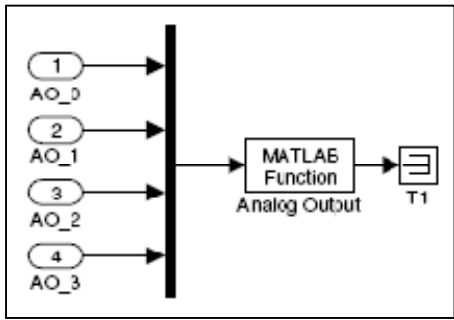 1
AO_0
2
AO_1
3
AO_2
4
AO_3
MATLAB
Function
Analog Output
T1